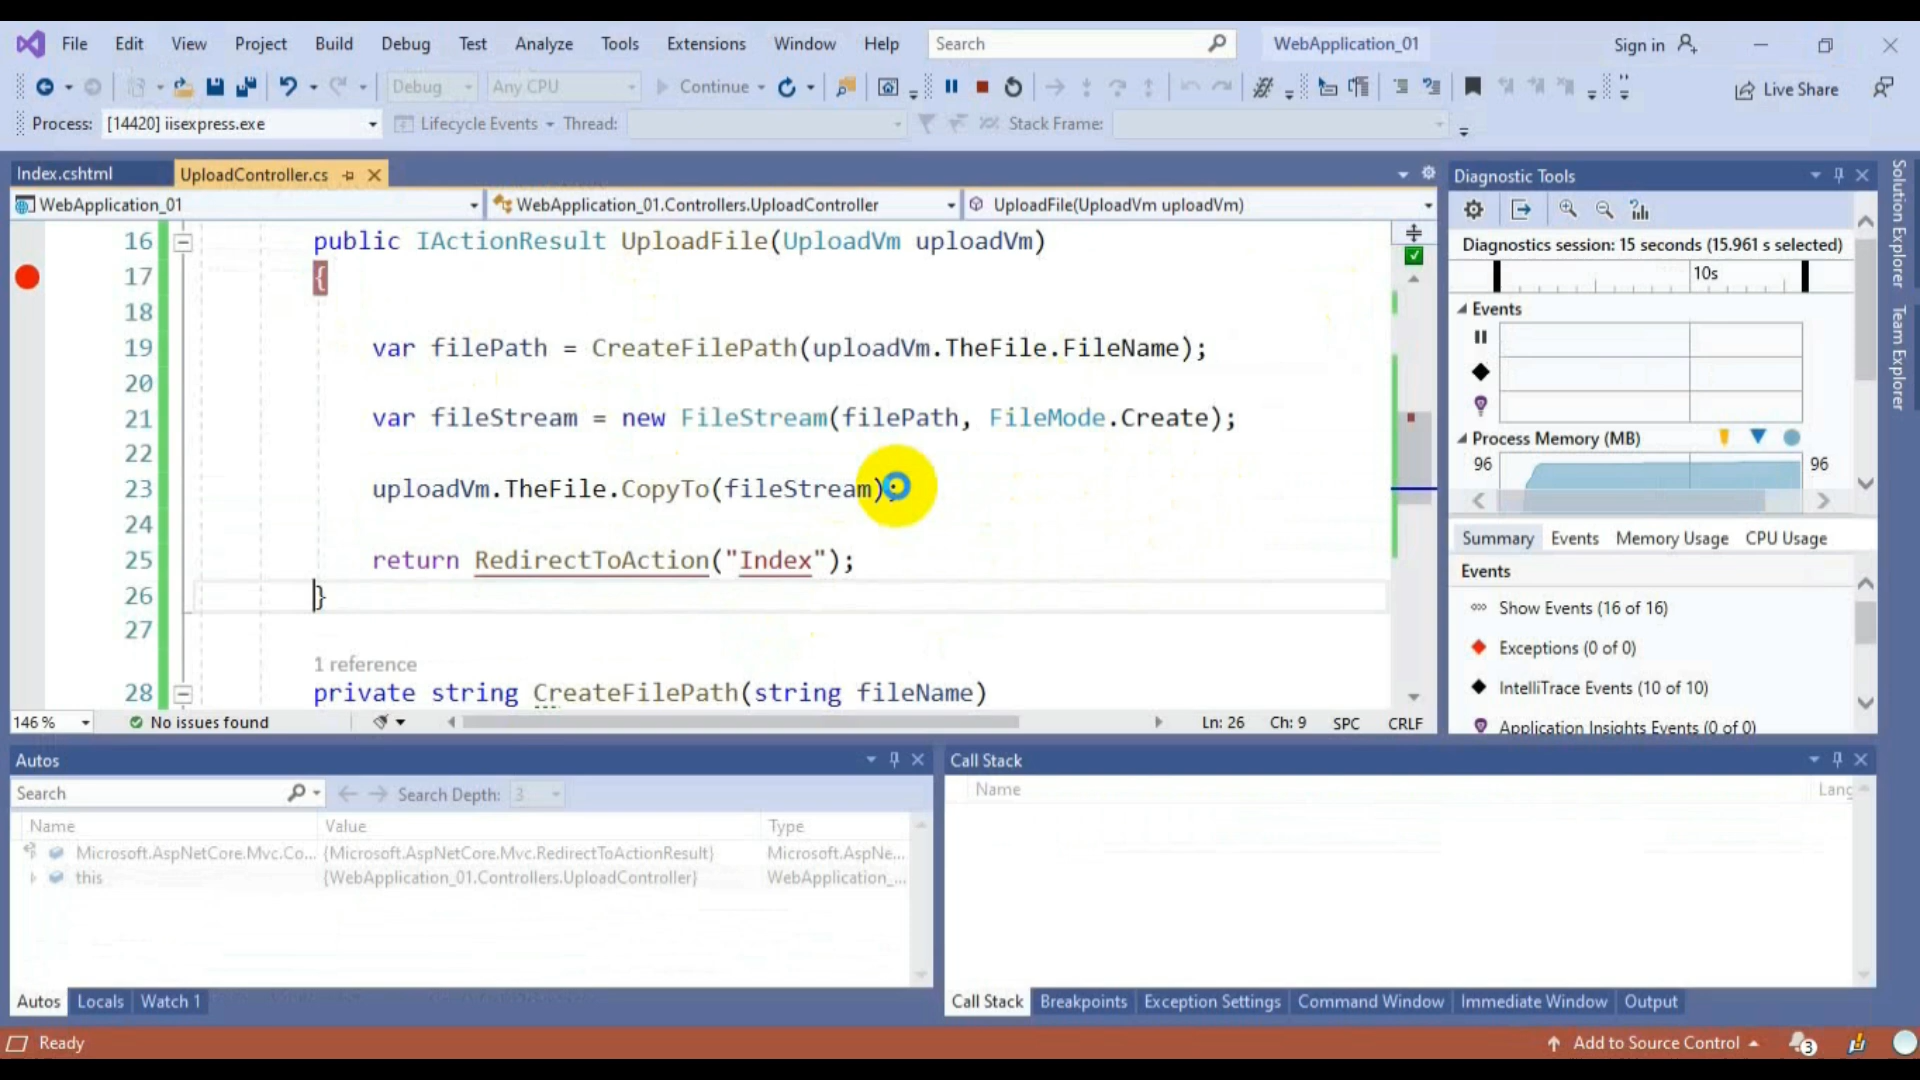 File Edit View Project Build Debug Test Analyze Tools Extensions Window Help Search WebApplication_01 Sign in
Debug Any CPU Continue Live Share
Process: [14420] iisexpress.exe Lifecycle Events Thread: Stack Frame:
Index.cshtml UploadController.cs
WebApplication_01 WebApplication_01.Controllers.UploadController UploadFile(UploadVm uploadVm)
16 public IActionResult UploadFile(UploadVm uploadVm)
17 {
18
19 var filePath = CreateFilePath(uploadVm.TheFile.FileName);
20
21 var fileStream = new FileStream(filePath, FileMode.Create);
22
23 uploadVm.TheFile.CopyTo(fileStream);
24
25 return RedirectToAction("Index");
26 }
27
1 reference
28 private string CreateFilePath(string fileName)
146 % No issues found Ln: 26 Ch: 9 SPC CRLF
Diagnostic Tools
Diagnostics session: 15 seconds (15.961 s selected)
10s
Events
Process Memory (MB)
96 96
Summary Events Memory Usage CPU Usage
Events
Show Events (16 of 16)
Exceptions (0 of 0)
IntelliTrace Events (10 of 10)
Application Insights Events (0 of 0)
Solution Explorer
Team Explorer
Autos
Search Search Depth: 3
Name Value Type
Microsoft.AspNetCore.Mvc.Co... {Microsoft.AspNetCore.Mvc.RedirectToActionResult} Microsoft.AspNe...
this {WebApplication_01.Controllers.UploadController} WebApplication_...
Autos Locals Watch 1
Call Stack
Name Lang
Call Stack Breakpoints Exception Settings Command Window Immediate Window Output
Ready Add to Source Control 3